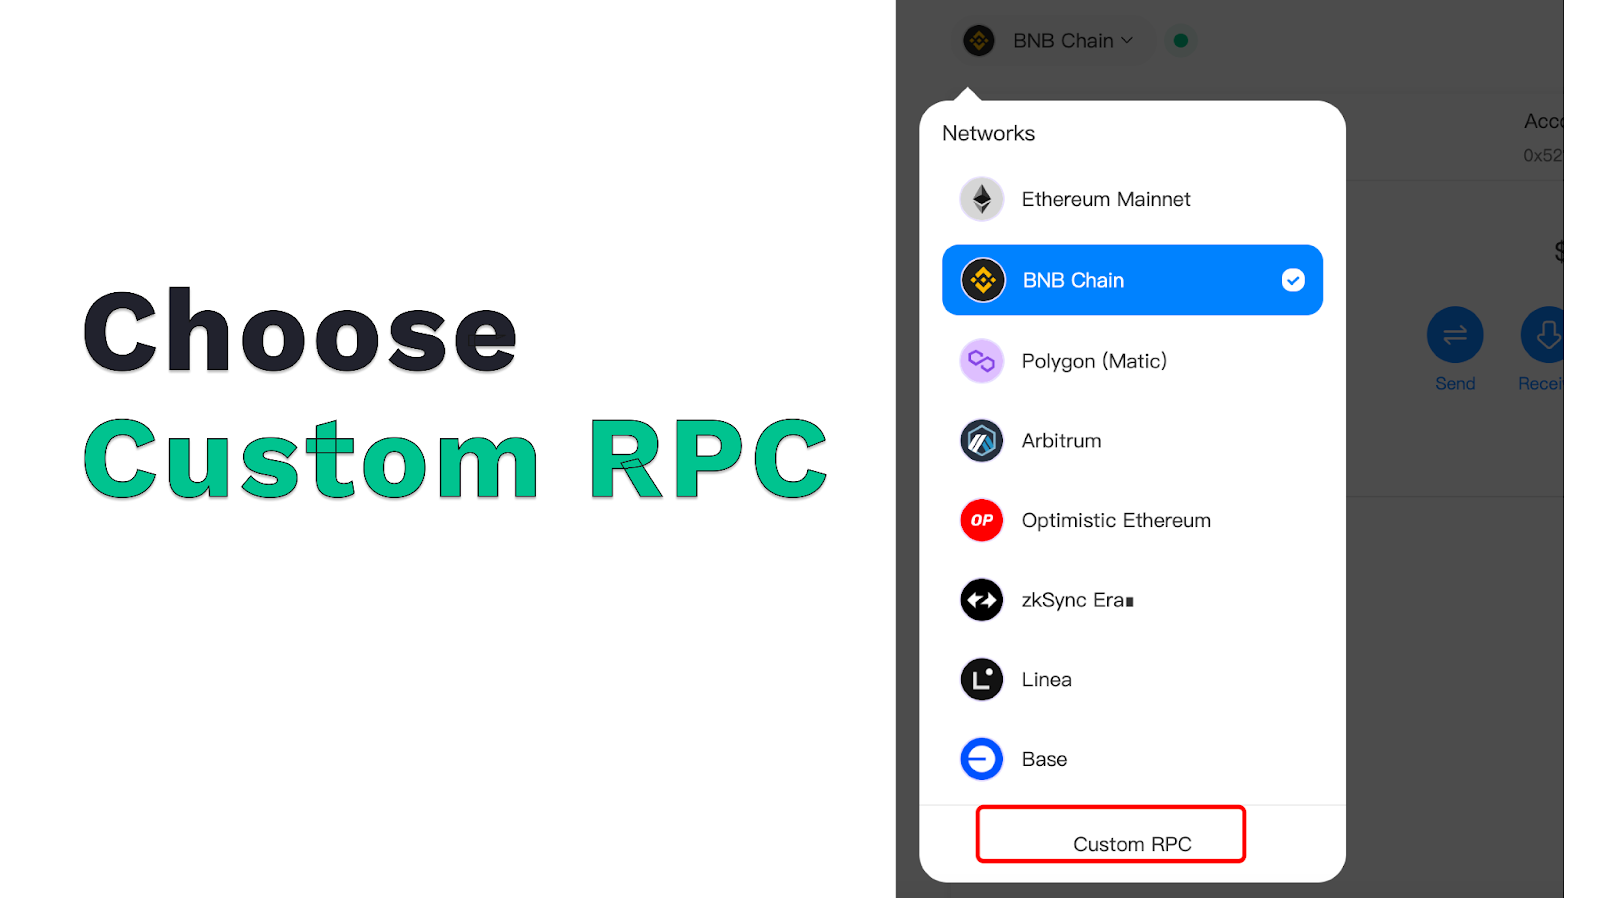 Choose
Custom RPC
BNB Chain
Networks
Ethereum Mainnet
BNB Chain
Polygon (Matic)
Arbitrum
OP
Optimistic Ethereum
zkSync Era
Linea
Base
Custom RPC
Acco
0x52
$
Send
Recei